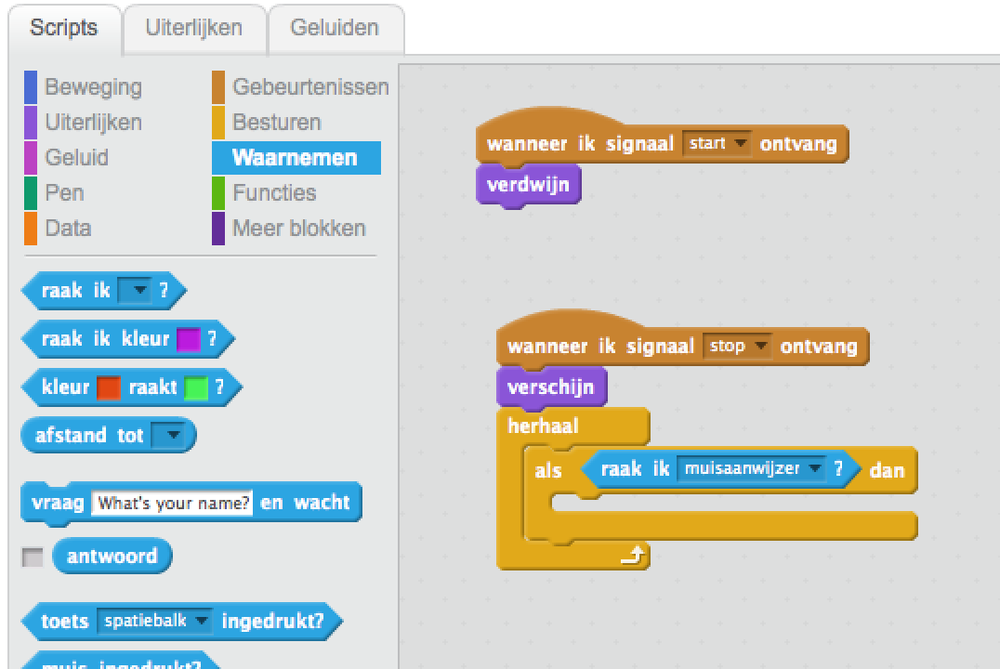 Scripts Uiterlijken Geluiden
Beweging Gebeurtenissen
Uiterlijken Besturen
Geluid Waarnemen
Pen Functies
Data Meer blokken
raak ik ?
raak ik kleur ?
kleur raakt ?
afstand tot
vraag What's your name? en wacht
antwoord
toets spatiebalk ingedrukt?
muis ingedrukt?
wanneer ik signaal start ontvang
verdwijn
wanneer ik signaal stop ontvang
verschijn
herhaal
als raak ik muisaanwijzer ? dan